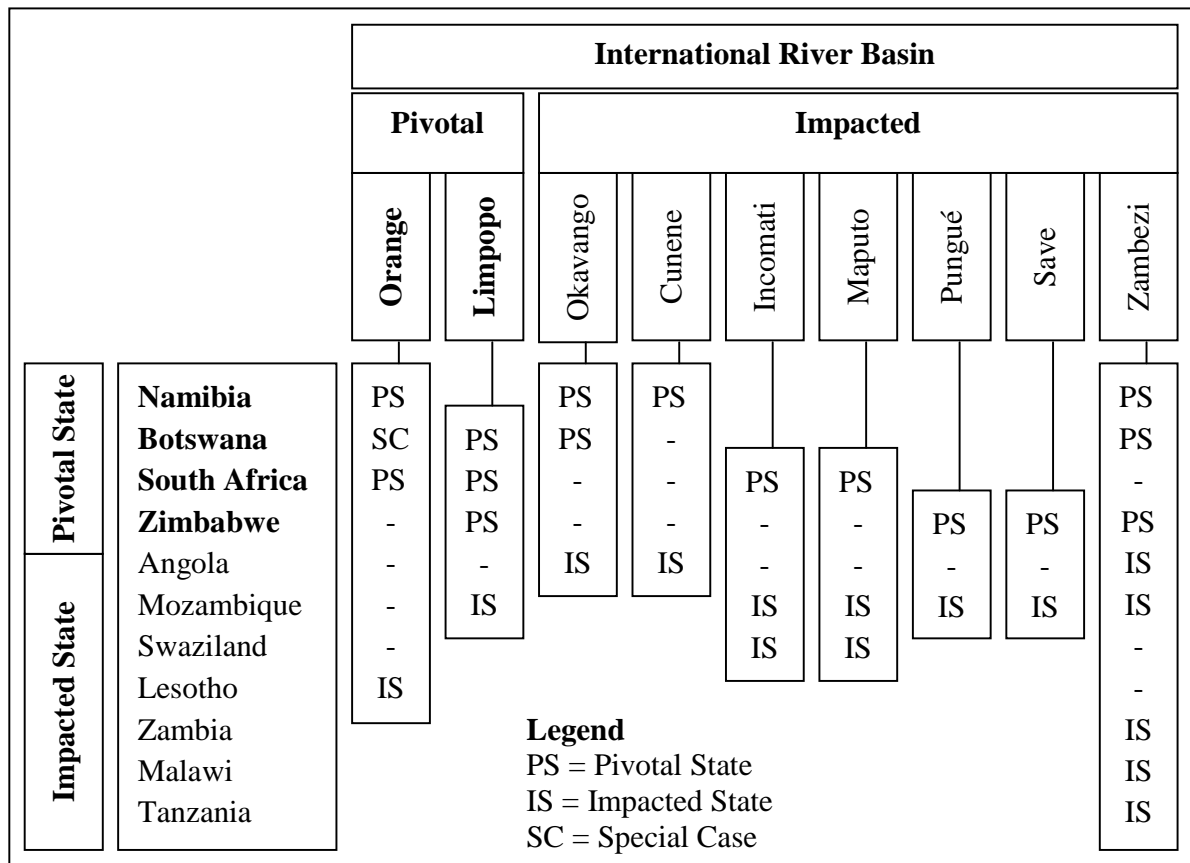 International River Basin
Pivotal Impacted
Orange Limpopo Okavango Cunene Incomati Maputo Pungué Save Zambezi
Pivotal State
Impacted State
Namibia PS PS PS PS
Botswana SC PS PS - PS
South Africa PS PS - - PS PS -
Zimbabwe - PS - - - - PS PS PS
Angola - - IS IS - - - - IS
Mozambique - IS IS IS IS IS IS
Swaziland - IS IS -
Lesotho IS -
Zambia IS
Malawi IS
Tanzania IS
Legend
PS = Pivotal State
IS = Impacted State
SC = Special Case